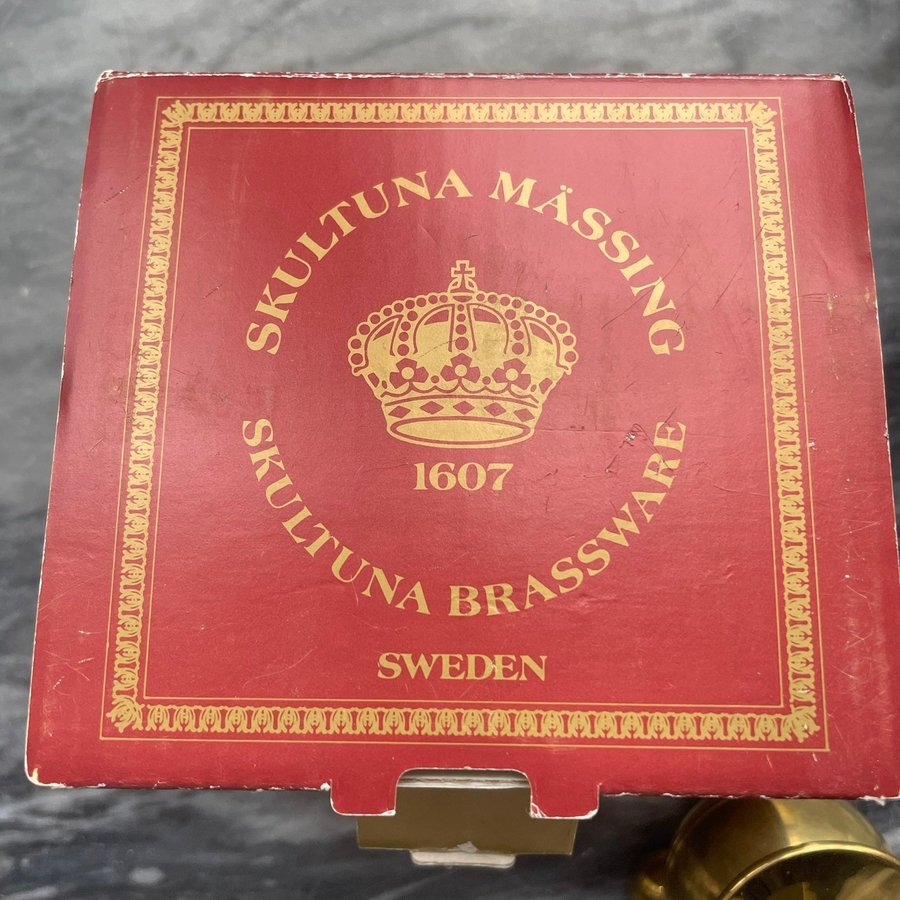 SKULTUNA MÄSSING
1607
SKULTUNA BRASSWARE
SWEDEN